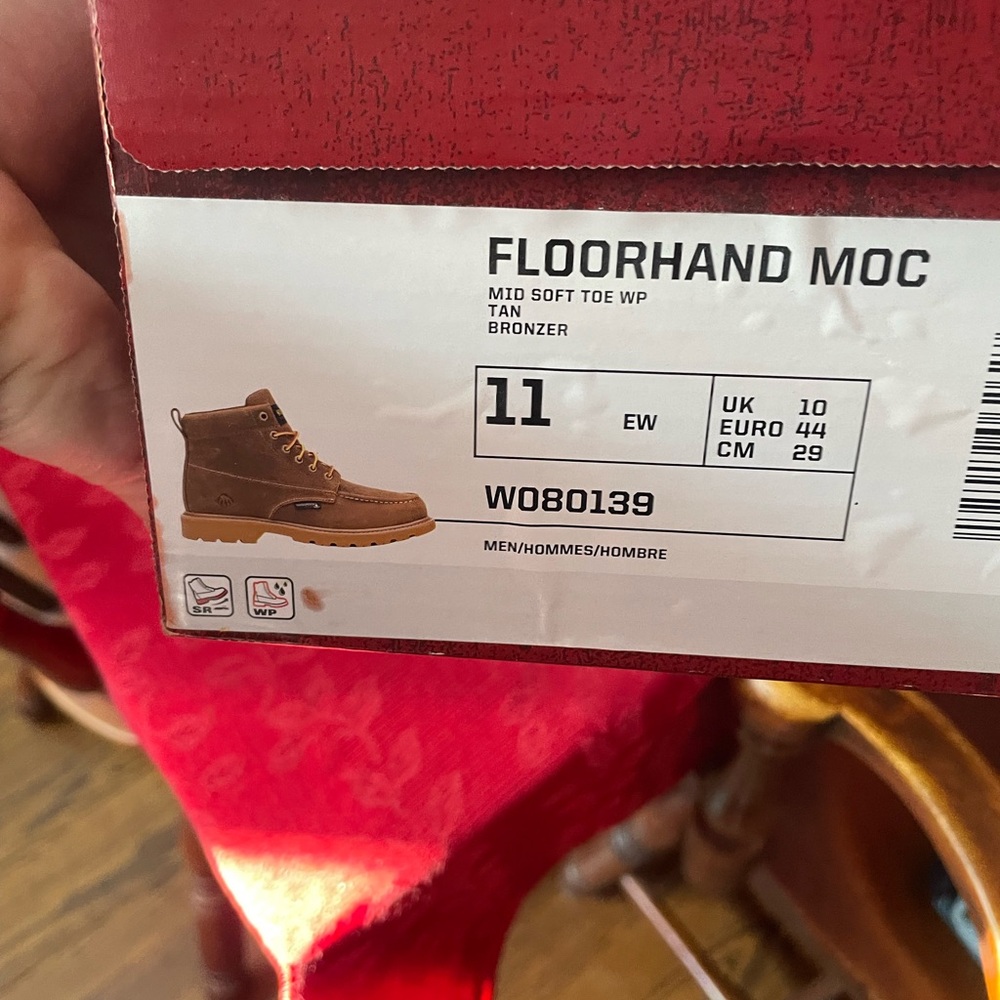 FLOORHAND MOC
MID SOFT TOE WP
TAN
BRONZER
11 EW
UK 10
EURO 44
CM 29
W080139
MEN/HOMMES/HOMBRE
SR WP